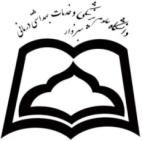 دانشگاه علوم پزشکی و خدمات بهداشتی درمانی
سبزوار